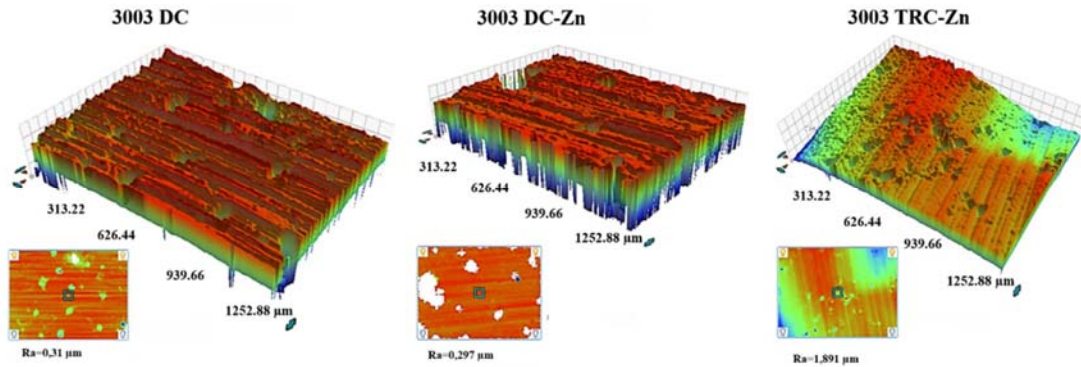 3003 DC
313.22
626.44
939.66
1252.88 µm
Ra=0,31 µm
3003 DC-Zn
313.22
626.44
939.66
1252.88 µm
Ra=0,297 µm
3003 TRC-Zn
313.22
626.44
939.66
1252.88 µm
Ra=1,891 µm